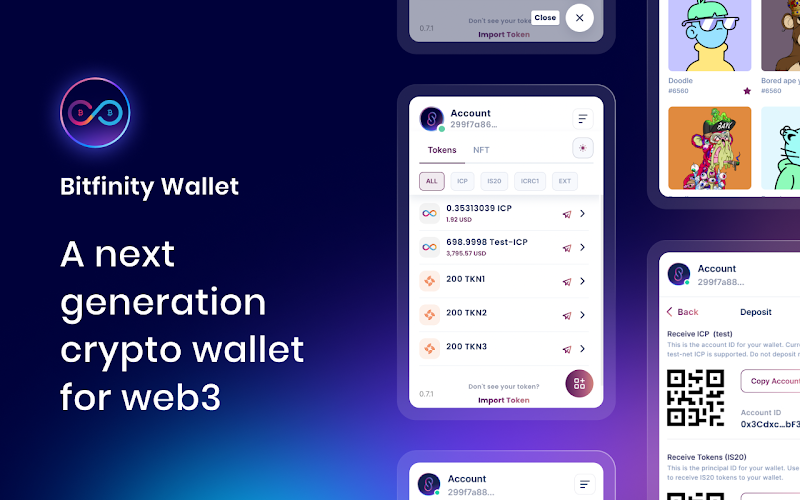 Bitfinity Wallet
A next
generation
crypto wallet
for web3
Don't see your token?
Close
0.7.1
Import Token
Account
299f7a86...
Tokens
NFT
ALL
ICP
IS20
ICRC1
EXT
0.35313039 ICP
1.92 USD
698.9998 Test-ICP
3,795.57 USD
200 TKN1
200 TKN2
200 TKN3
Don't see your token?
0.7.1
Import Token
Account
299f7a88...
Doodle
#6560
Bored ape y
#6560
Account
299f7a88...
Back
Deposit
Receive ICP (test)
This is the account ID for your wallet. Curr
test-net ICP is supported. Do not deposit r
Copy Account
Account ID
0x3Cdxc...bF3
Receive Tokens (IS20)
This is the principal ID for your wallet. Use
to receive IS20 tokens to your wallet.